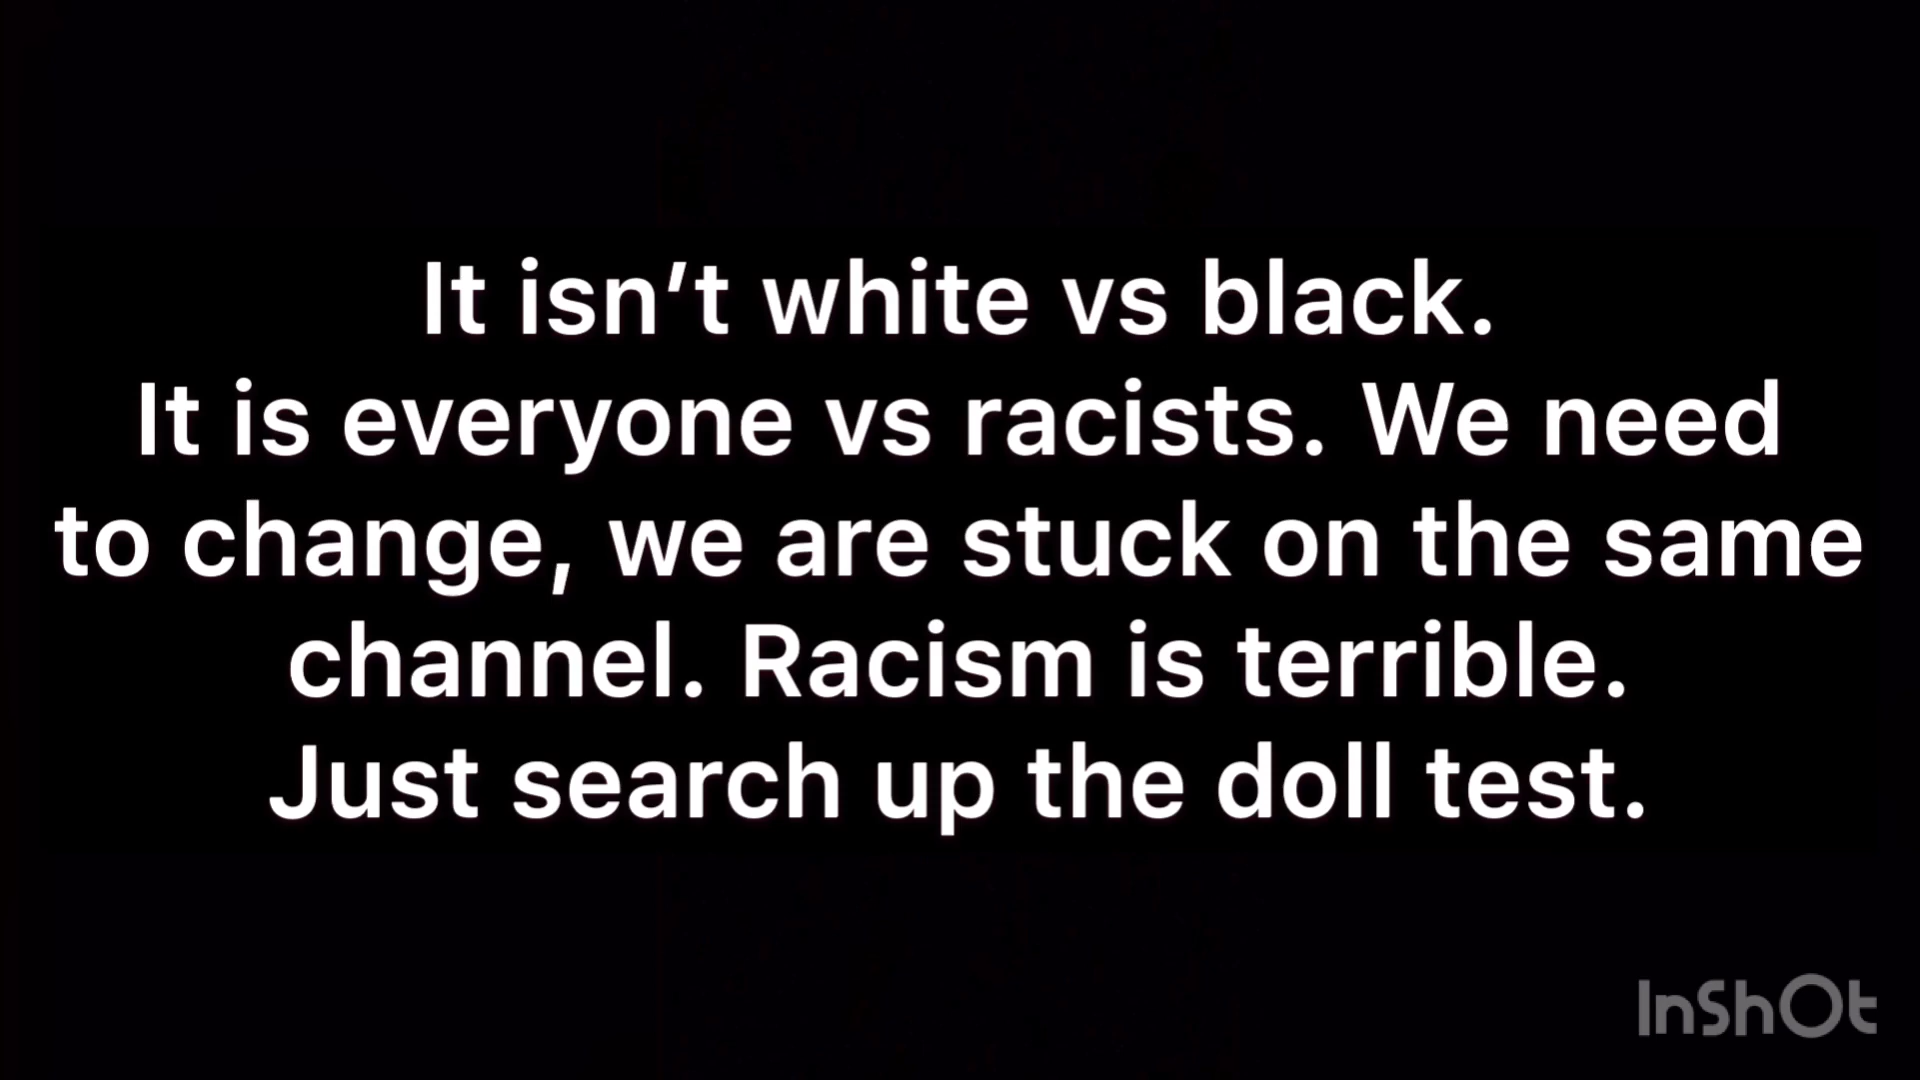 It isn’t white vs black.
It is everyone vs racists. We need
to change, we are stuck on the same
channel. Racism is terrible.
Just search up the doll test.
InShOt